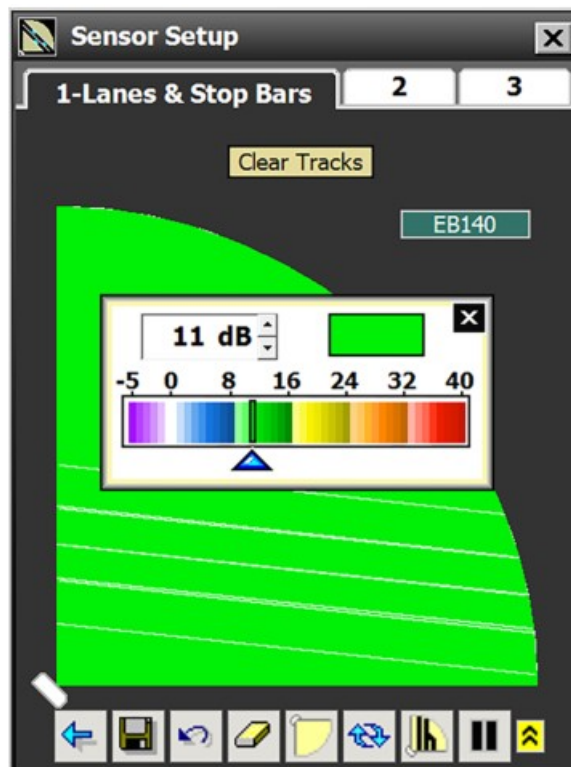 Sensor Setup
1-Lanes & Stop Bars 2 3
Clear Tracks
EB140
11 dB
-5 0 8 16 24 32 40